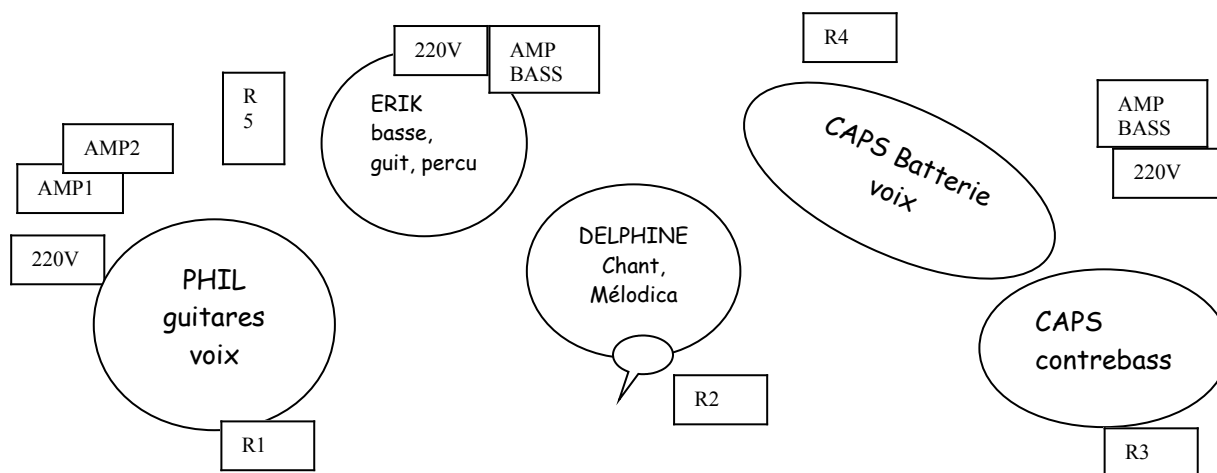 220V
AMP
BASS
R4
R
5
ERIK
basse,
guit, percu
AMP
BASS
220V
CAPS Batterie
voix
AMP2
AMP1
220V
PHIL
guitares
voix
DELPHINE
Chant,
Mélodica
CAPS
contrebass
R1
R2
R3